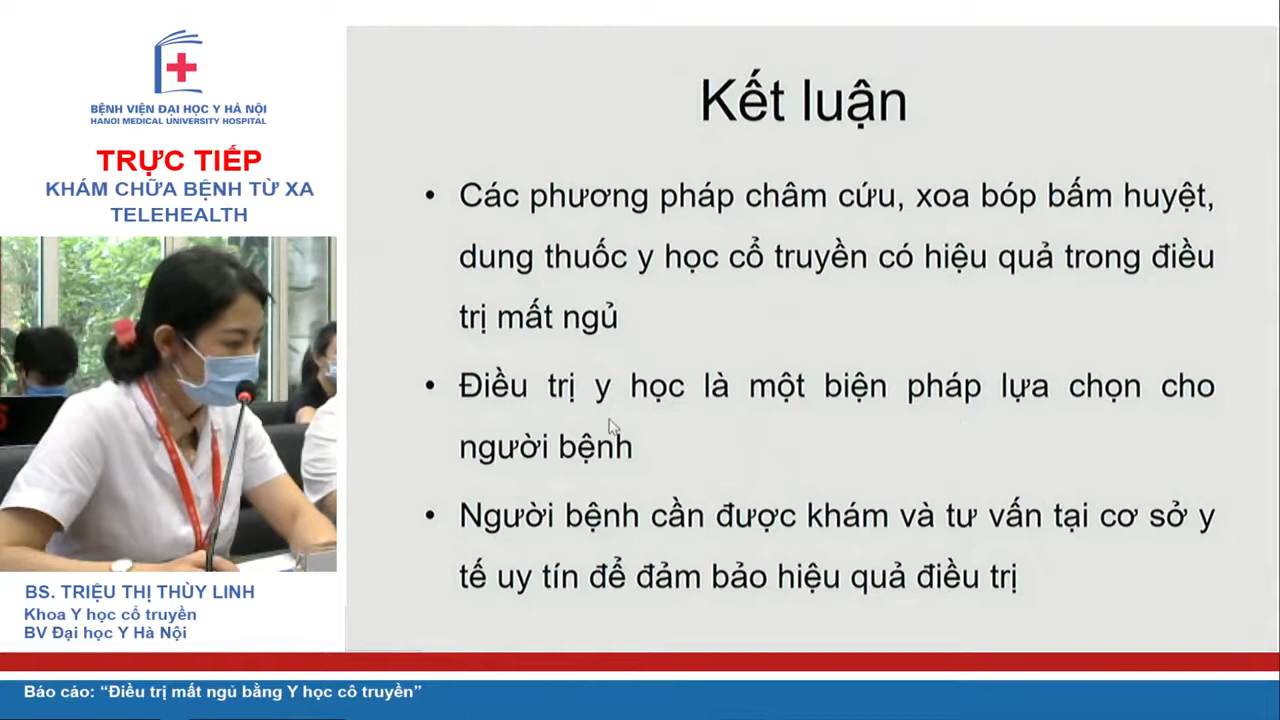 BỆNH VIỆN ĐẠI HỌC Y HÀ NỘI
HANOI MEDICAL UNIVERSITY HOSPITAL
TRỰC TIẾP
KHÁM CHỮA BỆNH TỪ XA
TELEHEALTH
BS. TRIỆU THỊ THÙY LINH
Khoa Y học cổ truyền
BV Đại học Y Hà Nội
Kết luận
• Các phương pháp châm cứu, xoa bóp bấm huyệt,
dung thuốc y học cổ truyền có hiệu quả trong điều
trị mất ngủ
• Điều trị y học là một biện pháp lựa chọn cho
người bệnh
• Người bệnh cần được khám và tư vấn tại cơ sở y
tế uy tín để đảm bảo hiệu quả điều trị
Báo cáo: “Điều trị mất ngủ bằng Y học cô truyền”